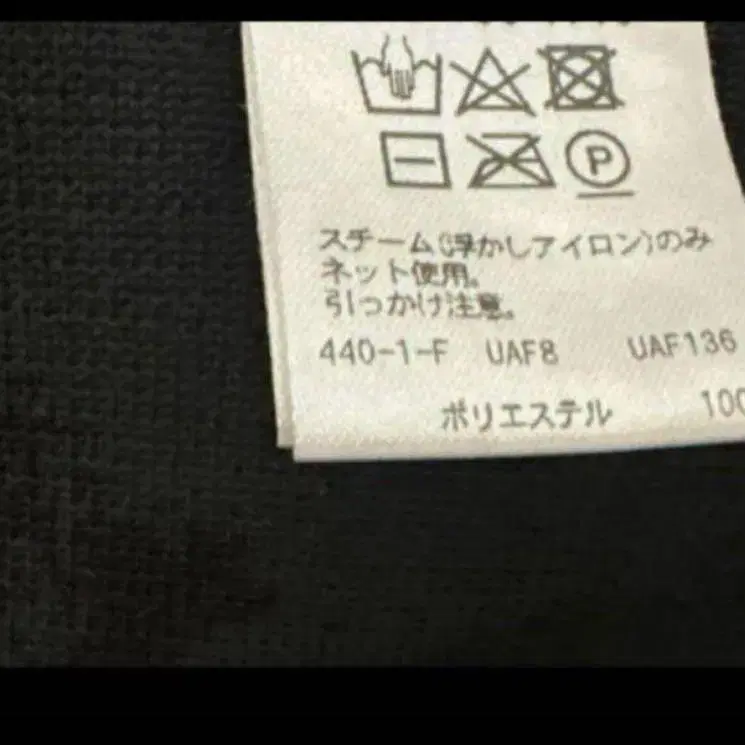 P
スチーム(浮かしアイロン)のみ
ネット使用。
引っかけ注意。
440-1-F UAF8 UAF136
ポリエステル 100